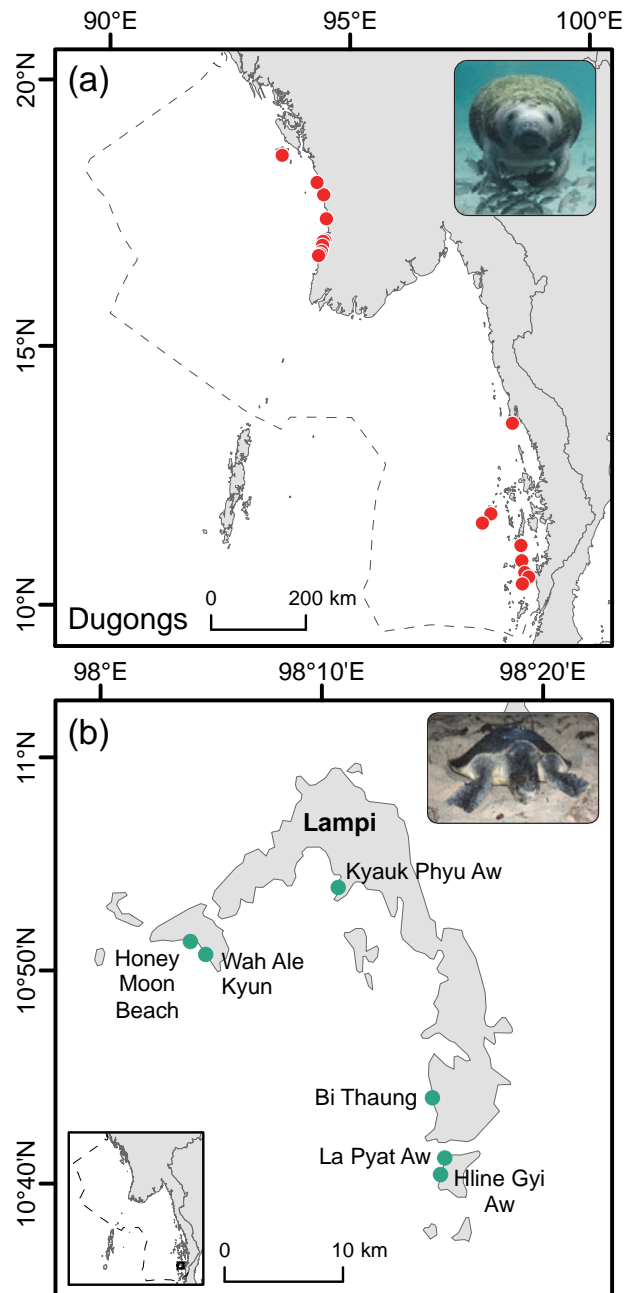 90°E 95°E 100°E
(a)
20°N
15°N
10°N
0 200 km
Dugongs
98°E 98°10'E 98°20'E
(b)
11°N
Lampi
Kyauk Phyu Aw
Honey
Moon
Beach
Wah Ale
Kyun
10°50'N
Bi Thaung
La Pyat Aw
Hline Gyi
Aw
10°40'N
0 10 km